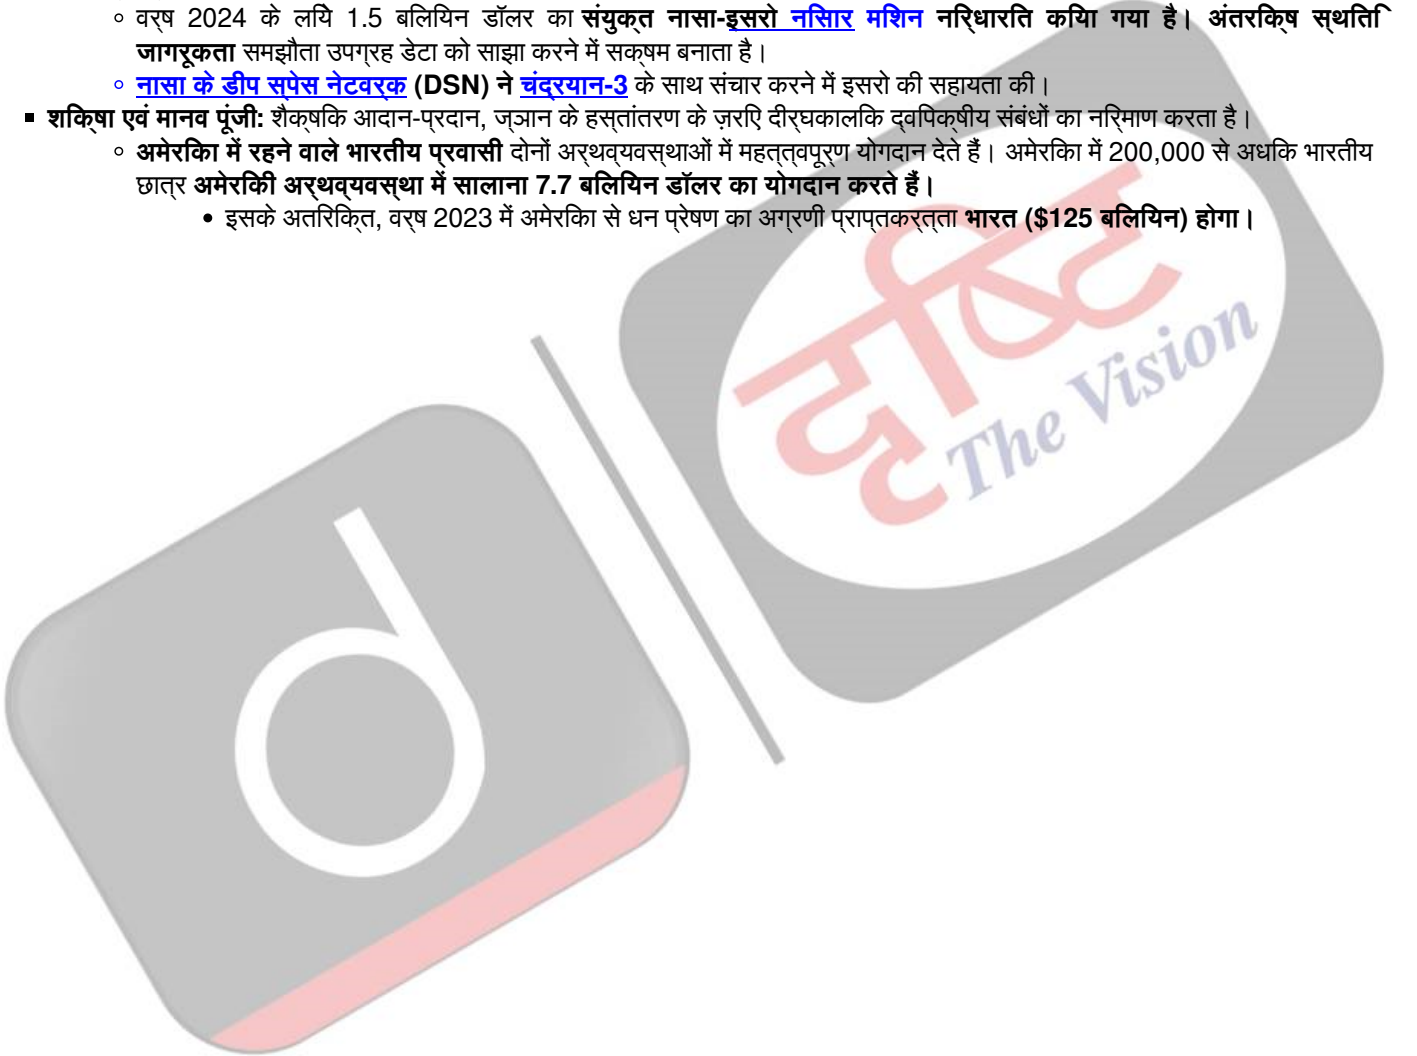 वर्ष 2024 के लिये 1.5 बिलियन डॉलर का संयुक्त नासा-इसरो निसार मिशन निर्धारित किया गया है। अंतरिक्ष स्थिति
जागरूकता समझौता उपग्रह डेटा को साझा करने में सक्षम बनाता है।
नासा के डीप स्पेस नेटवर्क (DSN) ने चंद्रयान-3 के साथ संचार करने में इसरो की सहायता की।
शिक्षा एवं मानव पूंजी: शैक्षिक आदान-प्रदान, ज्ञान के हस्तांतरण के ज़रिए दीर्घकालिक द्विपक्षीय संबंधों का निर्माण करता है।
अमेरिका में रहने वाले भारतीय प्रवासी दोनों अर्थव्यवस्थाओं में महत्त्वपूर्ण योगदान देते हैं। अमेरिका में 200,000 से अधिक भारतीय
छात्र अमेरिकी अर्थव्यवस्था में सालाना 7.7 बिलियन डॉलर का योगदान करते हैं।
इसके अतिरिक्त, वर्ष 2023 में अमेरिका से धन प्रेषण का अग्रणी प्राप्तकर्त्ता भारत ($125 बिलियन) होगा।
दृष्टि
The Vision
d